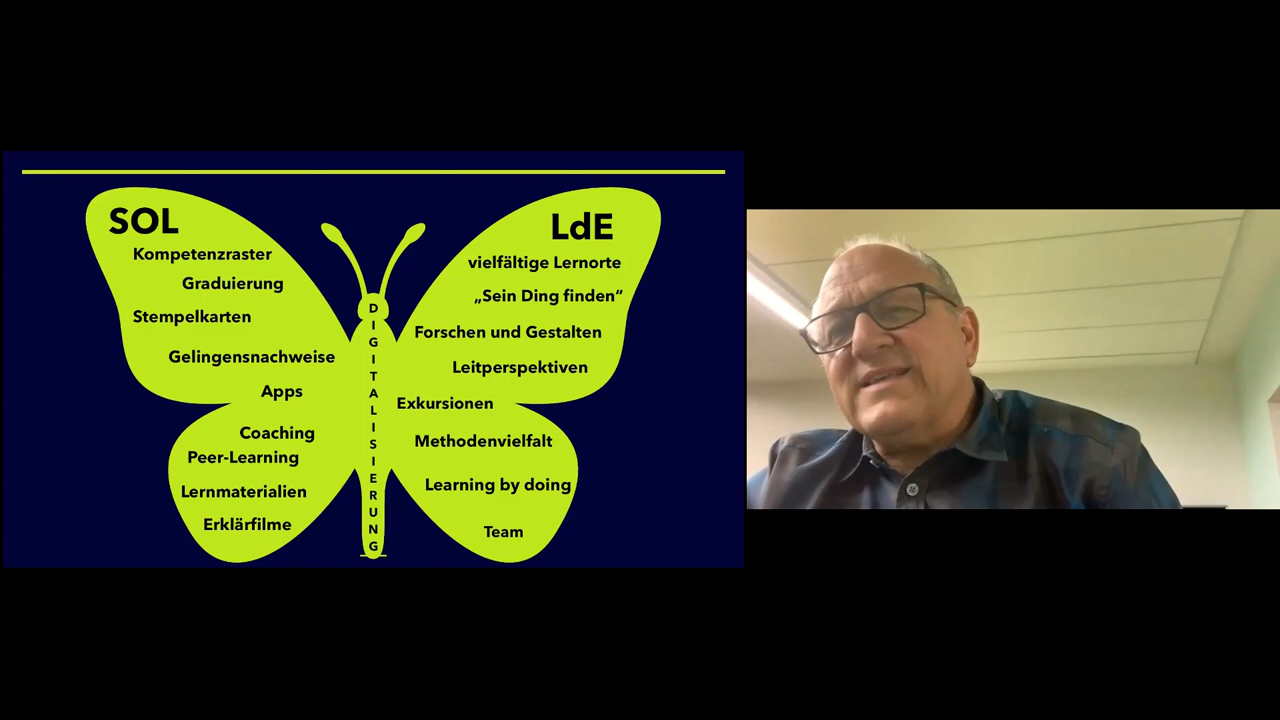 SOL
Kompetenzraster
Graduierung
Stempelkarten
Gelingensnachweise
Apps
Coaching
Peer-Learning
Lernmaterialien
Erklärfilme
DIGITALISIERUNG
LdE
vielfältige Lernorte
„Sein Ding finden“
Forschen und Gestalten
Leitperspektiven
Exkursionen
Methodenvielfalt
Learning by doing
Team